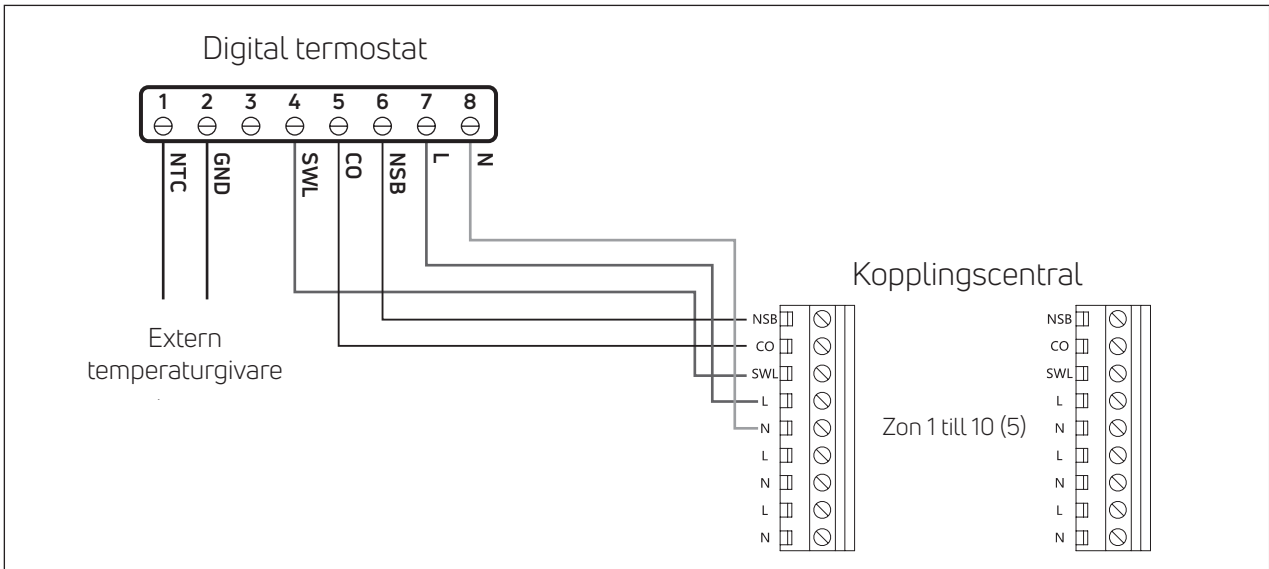 Digital termostat
1 2 3 4 5 6 7 8
NTC GND SWL CO NSB L N
Extern
temperaturgivare
Kopplingscentral
NSB
CO
SWL
L
N
L
N
L
N
Zon 1 till 10 (5)
NSB
CO
SWL
L
N
L
N
L
N